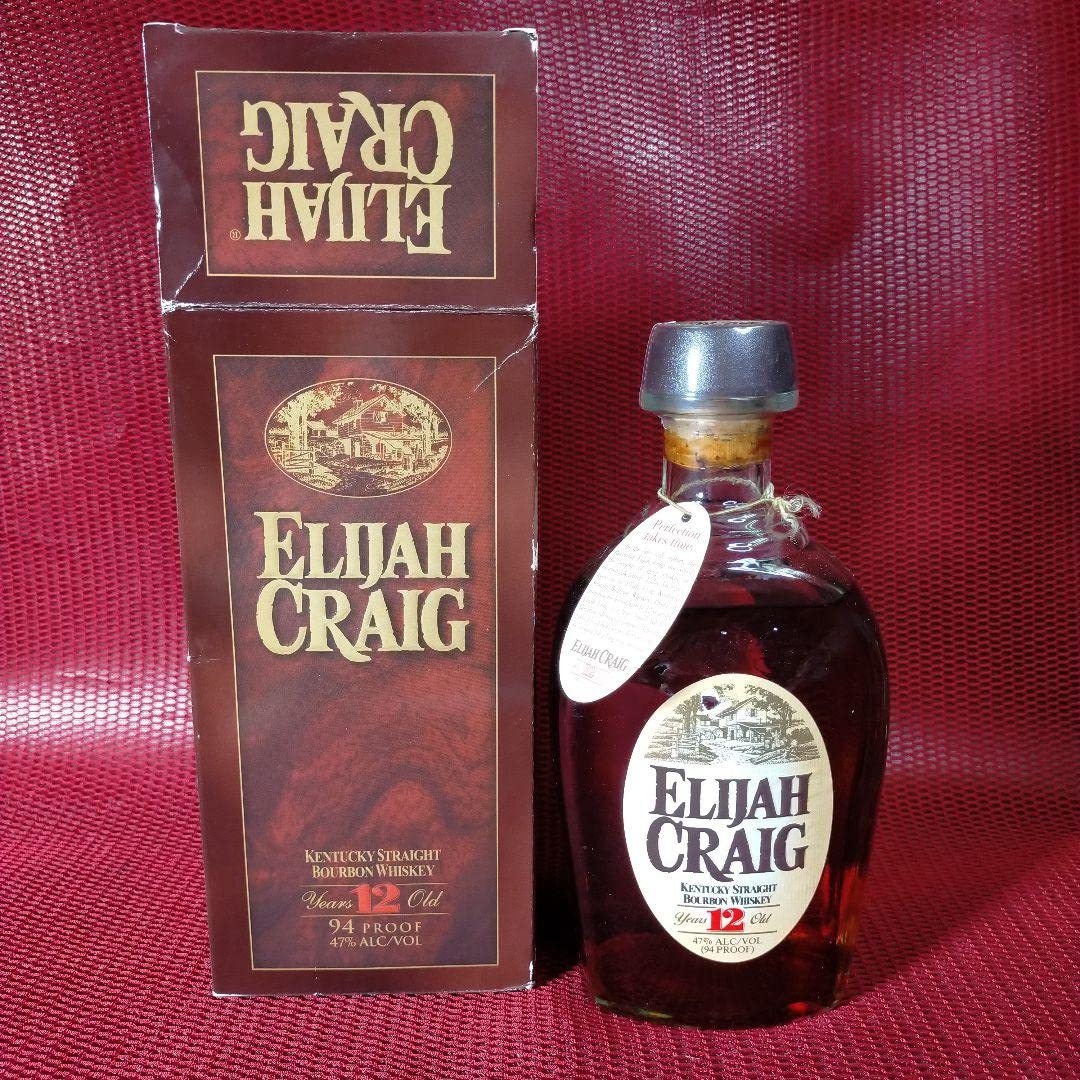 ELIJAH
CRAIG
®
ELIJAH
CRAIG
KENTUCKY STRAIGHT
BOURBON WHISKEY
Years 12 Old
94 PROOF
47% ALC/VOL
Perfection
takes time.
ELIJAH CRAIG
ELIJAH
CRAIG
KENTUCKY STRAIGHT
BOURBON WHISKEY
Years 12 Old
47% ALC/VOL
(94 PROOF)